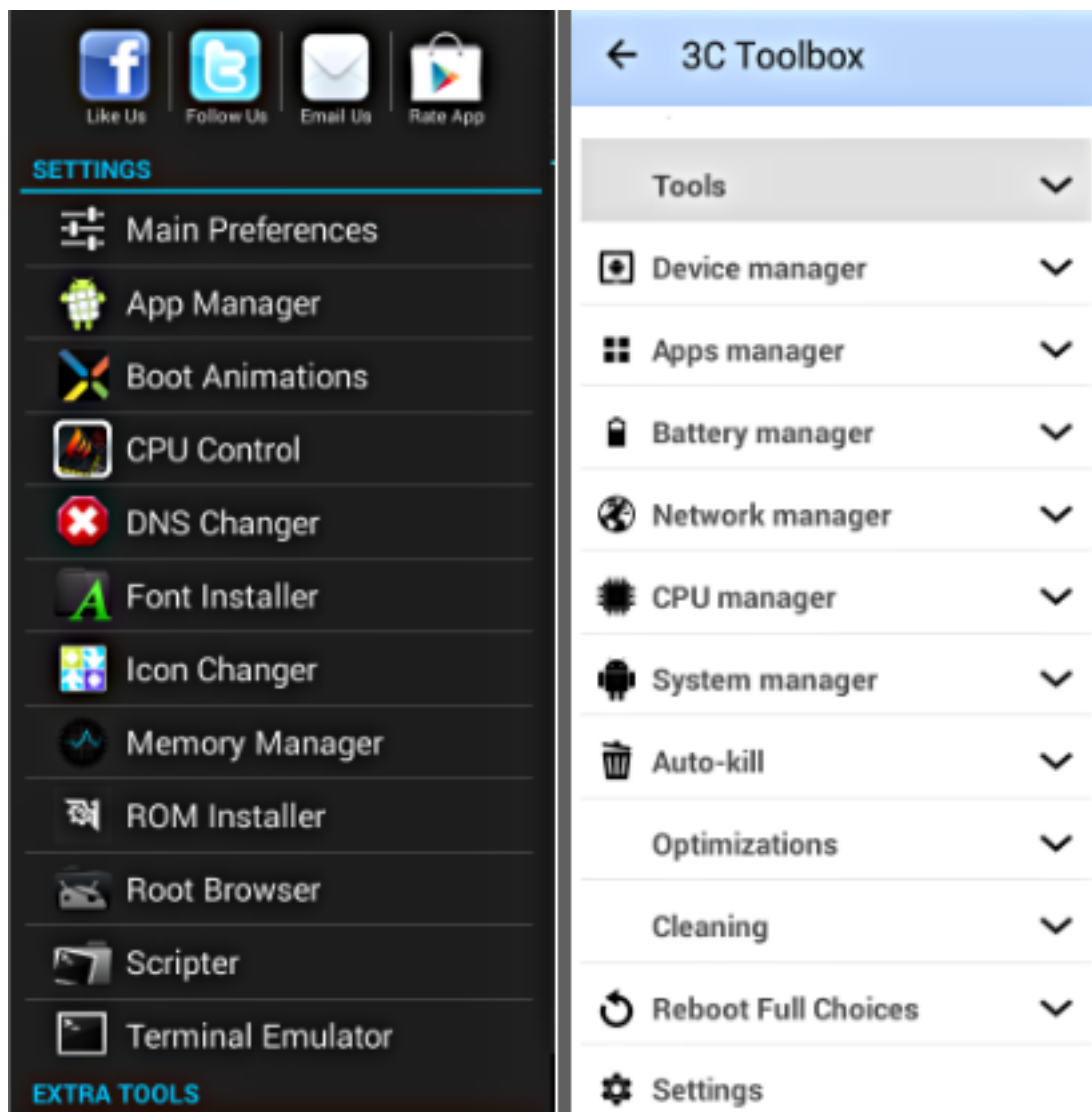 Like Us
Follow Us
Email Us
Rate App
SETTINGS
Main Preferences
App Manager
Boot Animations
CPU Control
DNS Changer
Font Installer
Icon Changer
Memory Manager
ROM Installer
Root Browser
Scripter
Terminal Emulator
EXTRA TOOLS
3C Toolbox
Tools
Device manager
Apps manager
Battery manager
Network manager
CPU manager
System manager
Auto-kill
Optimizations
Cleaning
Reboot Full Choices
Settings